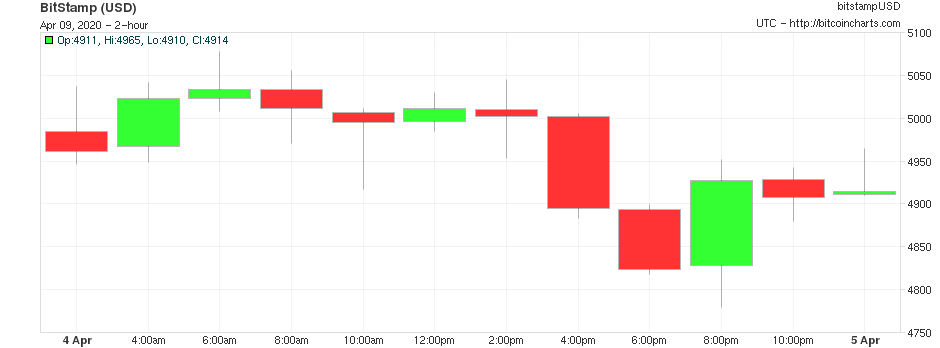 BitStamp (USD)
bitstampUSD
Apr 09, 2020 - 2-hour
UTC - http://bitcoincharts.com
Op:4911, Hi:4965, Lo:4910, Cl:4914
5100
5050
5000
4950
4900
4850
4800
4750
4 Apr 4:00am 6:00am 8:00am 10:00am 12:00pm 2:00pm 4:00pm 6:00pm 8:00pm 10:00pm 5 Apr